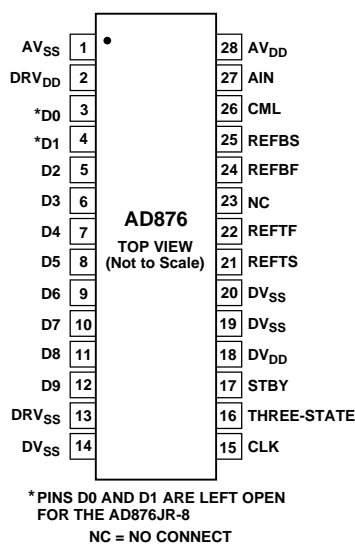 AVSS 1 28 AVDD
DRVDD 2 27 AIN
*D0 3 26 CML
*D1 4 25 REFBS
D2 5 24 REFBF
D3 6 23 NC
AD876
D4 7 22 REFTF
TOP VIEW
(Not to Scale)
D5 8 21 REFTS
D6 9 20 DVSS
D7 10 19 DVSS
D8 11 18 DVDD
D9 12 17 STBY
DRVSS 13 16 THREE-STATE
DVSS 14 15 CLK
*PINS D0 AND D1 ARE LEFT OPEN
FOR THE AD876JR-8
NC = NO CONNECT